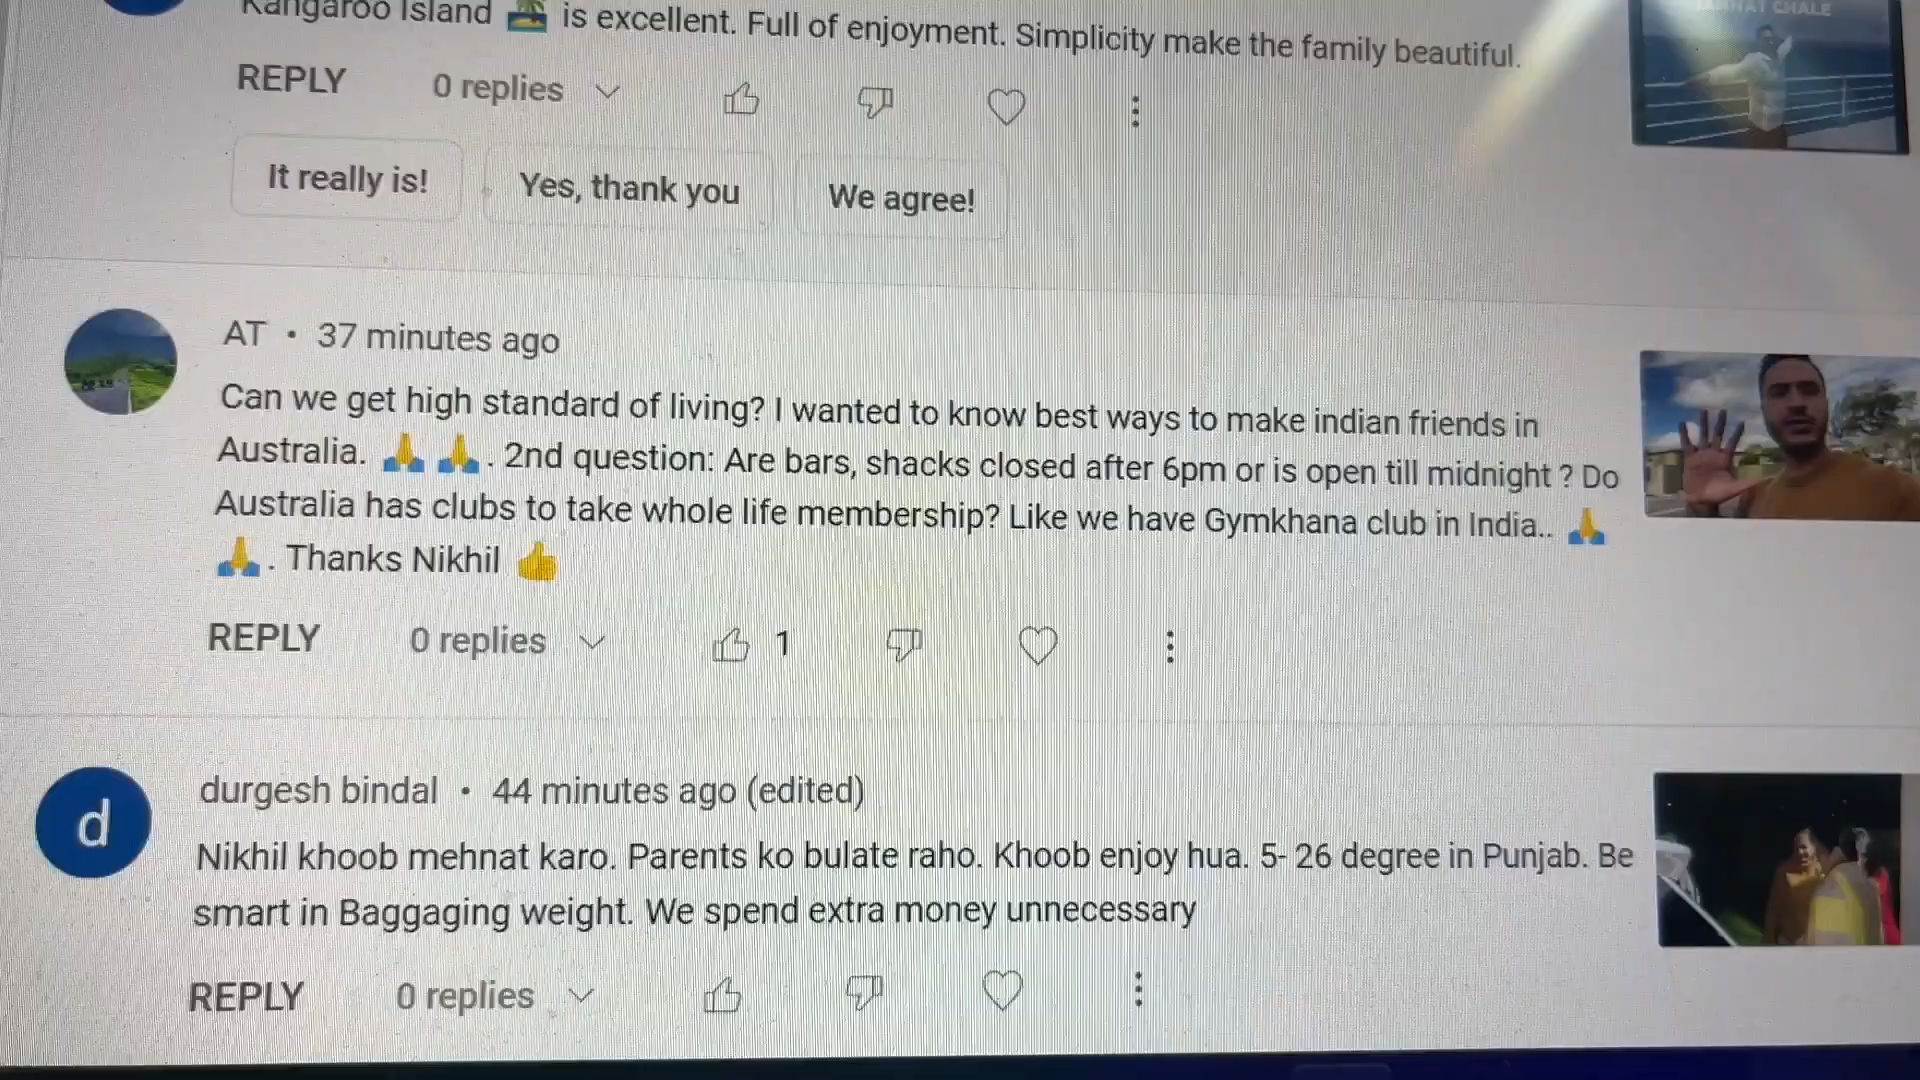 Kangaroo Island 🏝 is excellent. Full of enjoyment. Simplicity make the family beautiful.
REPLY 0 replies
It really is! Yes, thank you We agree!
AT • 37 minutes ago
Can we get high standard of living? I wanted to know best ways to make indian friends in
Australia. 🙏 🙏 . 2nd question: Are bars, shacks closed after 6pm or is open till midnight ? Do
Australia has clubs to take whole life membership? Like we have Gymkhana club in India.. 🙏
🙏 . Thanks Nikhil 👍
REPLY 0 replies 1
d
durgesh bindal • 44 minutes ago (edited)
Nikhil khoob mehnat karo. Parents ko bulate raho. Khoob enjoy hua. 5- 26 degree in Punjab. Be
smart in Baggaging weight. We spend extra money unnecessary
REPLY 0 replies